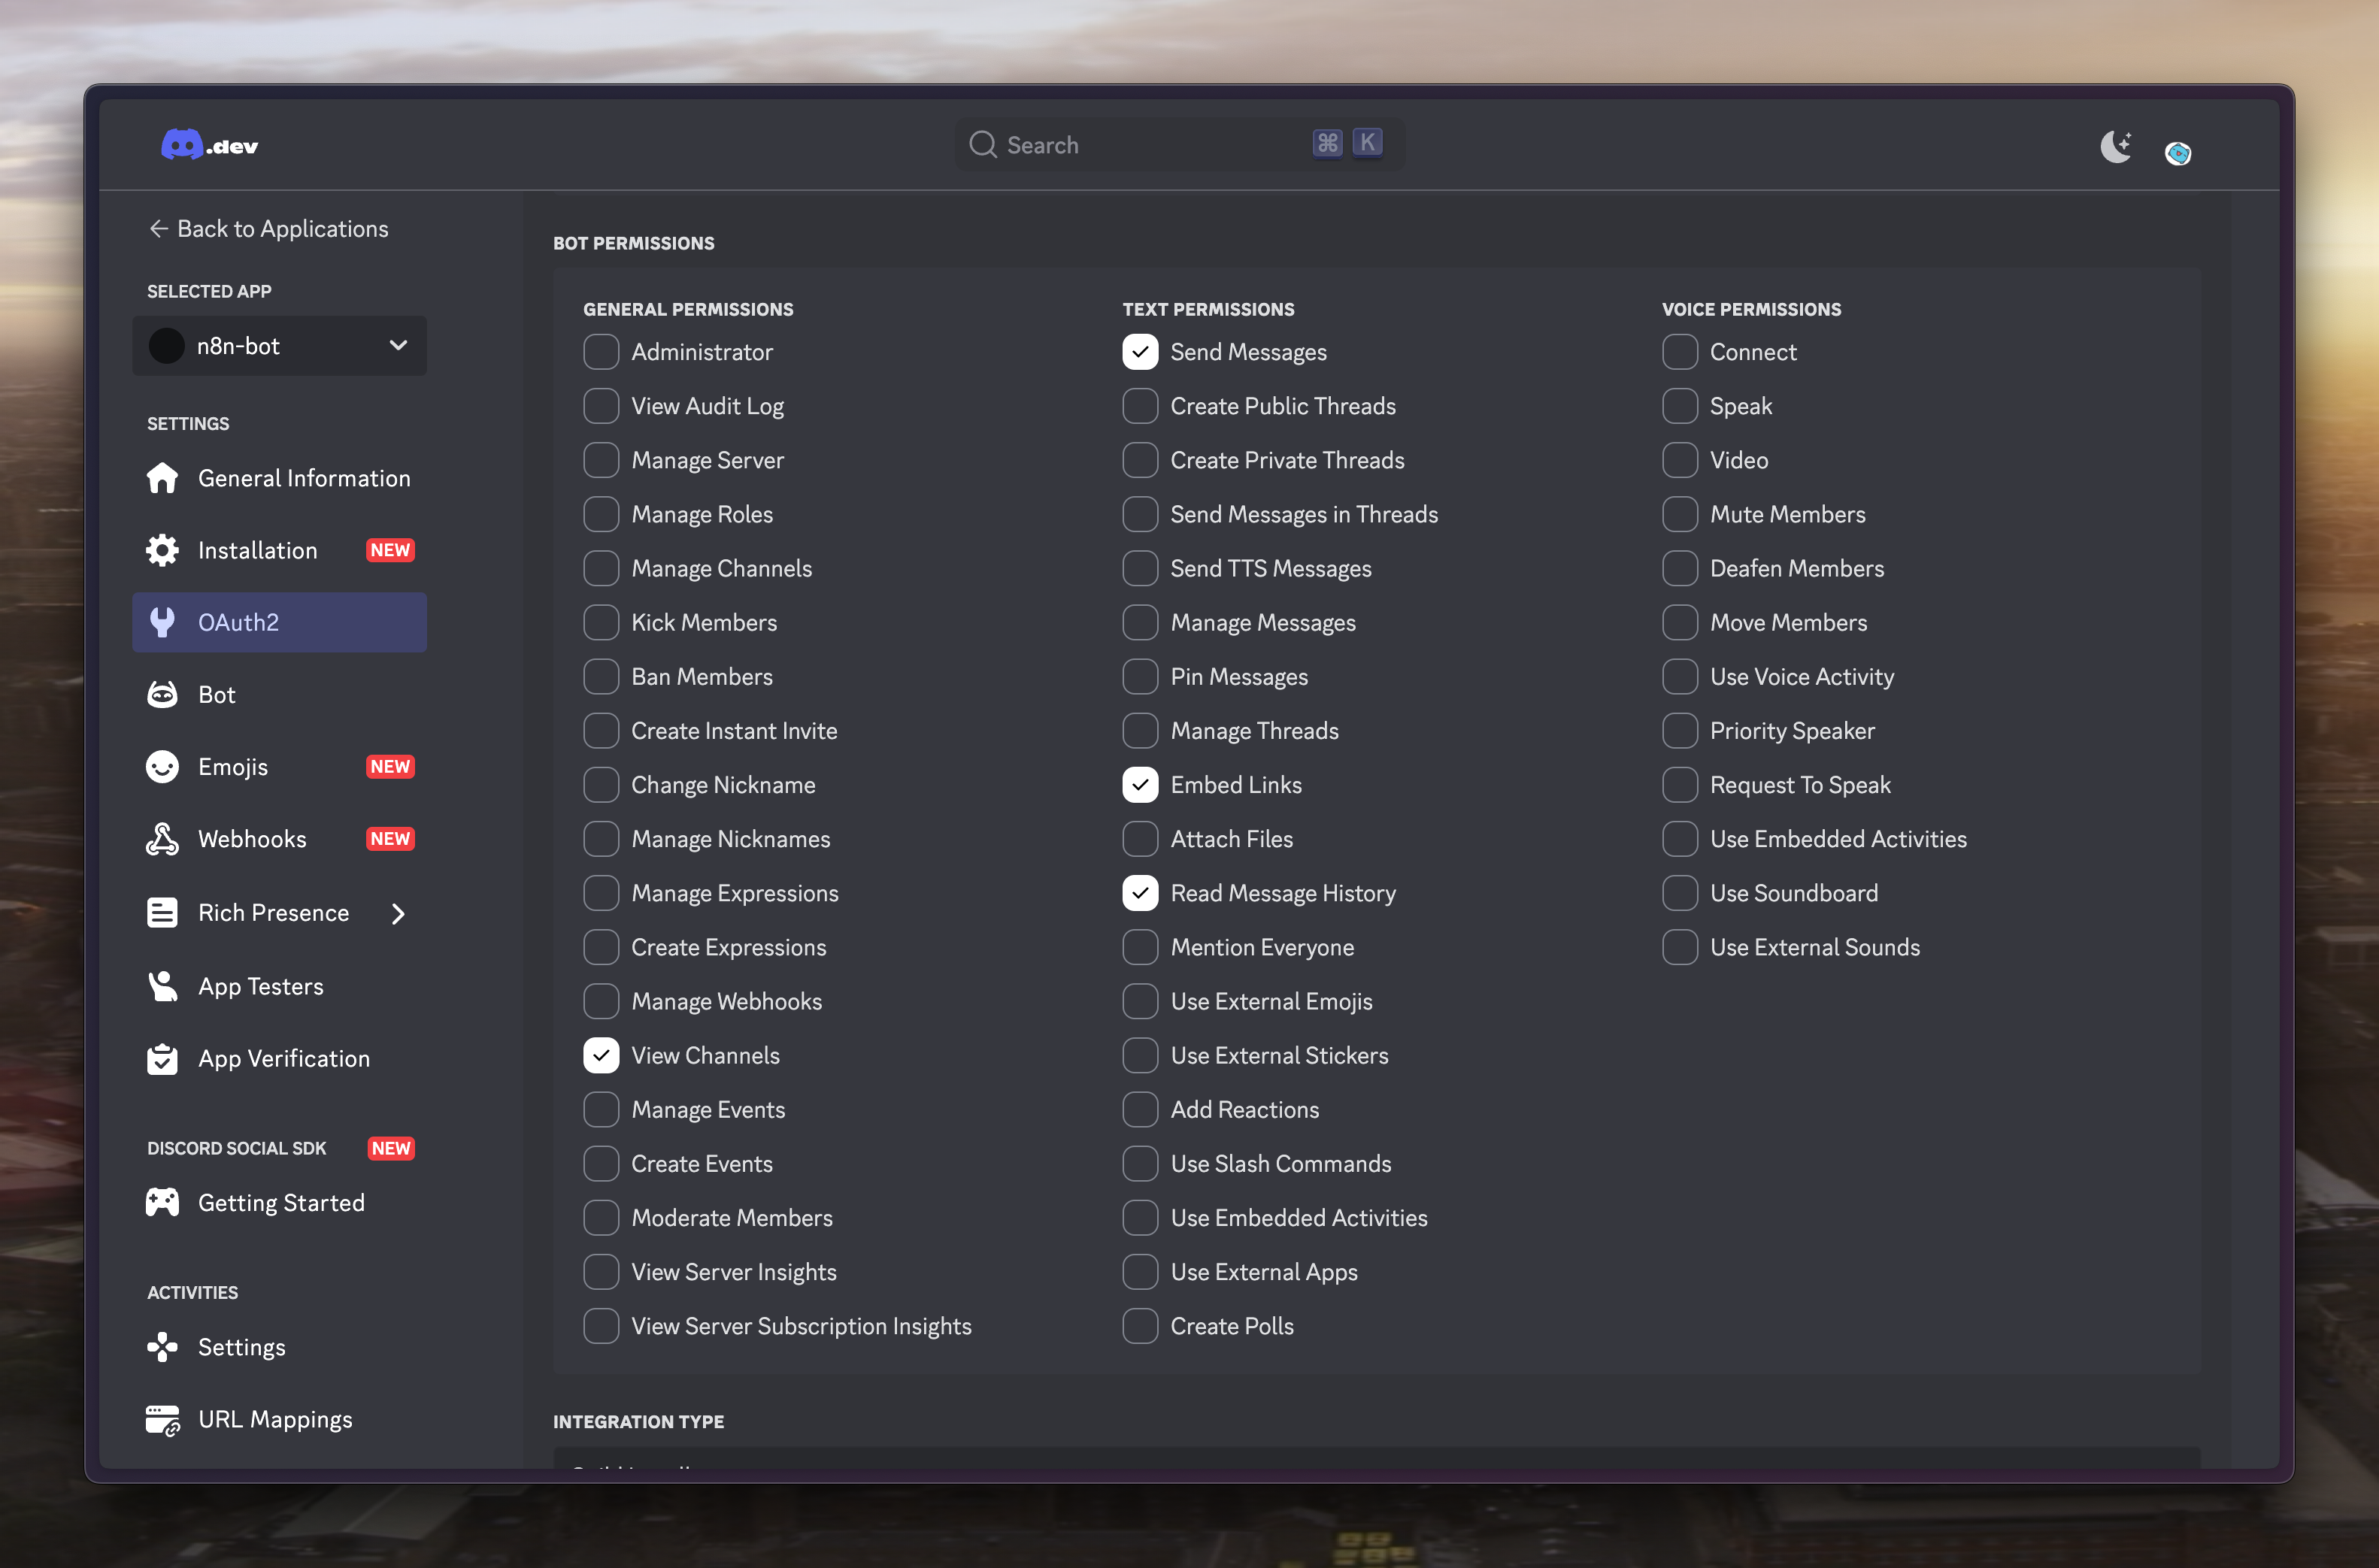 .dev
Search
⌘ K
Back to Applications
SELECTED APP
n8n-bot
SETTINGS
General Information
Installation NEW
OAuth2
Bot
Emojis NEW
Webhooks NEW
Rich Presence
App Testers
App Verification
DISCORD SOCIAL SDK NEW
Getting Started
ACTIVITIES
Settings
URL Mappings
BOT PERMISSIONS
GENERAL PERMISSIONS
Administrator
View Audit Log
Manage Server
Manage Roles
Manage Channels
Kick Members
Ban Members
Create Instant Invite
Change Nickname
Manage Nicknames
Manage Expressions
Create Expressions
Manage Webhooks
View Channels
Manage Events
Create Events
Moderate Members
View Server Insights
View Server Subscription Insights
TEXT PERMISSIONS
Send Messages
Create Public Threads
Create Private Threads
Send Messages in Threads
Send TTS Messages
Manage Messages
Pin Messages
Manage Threads
Embed Links
Attach Files
Read Message History
Mention Everyone
Use External Emojis
Use External Stickers
Add Reactions
Use Slash Commands
Use Embedded Activities
Use External Apps
Create Polls
VOICE PERMISSIONS
Connect
Speak
Video
Mute Members
Deafen Members
Move Members
Use Voice Activity
Priority Speaker
Request To Speak
Use Embedded Activities
Use Soundboard
Use External Sounds
INTEGRATION TYPE